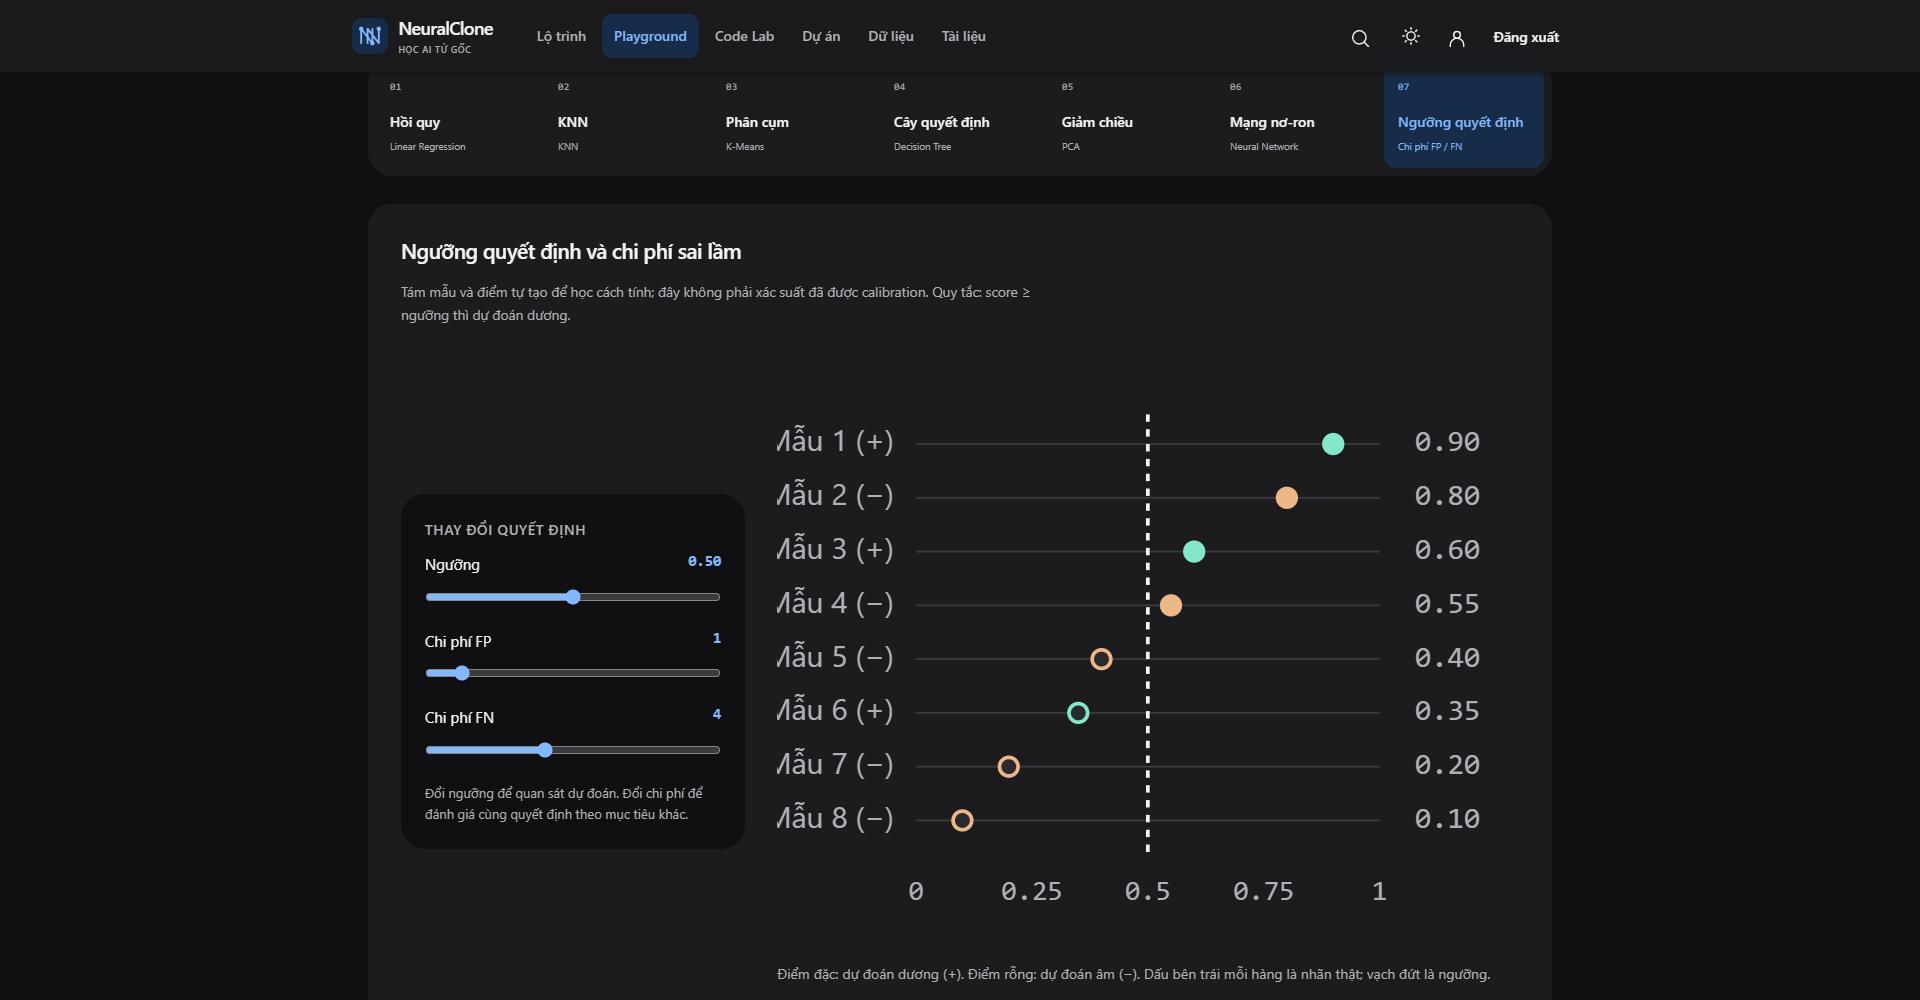 NeuralClone
HỌC AI TỪ GỐC
Lộ trình
Playground
Code Lab
Dự án
Dữ liệu
Tài liệu
Đăng xuất
01
Hồi quy
Linear Regression
02
KNN
KNN
03
Phân cụm
K-Means
04
Cây quyết định
Decision Tree
05
Giảm chiều
PCA
06
Mạng nơ-ron
Neural Network
07
Ngưỡng quyết định
Chi phí FP / FN
Ngưỡng quyết định và chi phí sai lầm
Tám mẫu và điểm tự tạo để học cách tính; đây không phải xác suất đã được calibration. Quy tắc: score ≥
ngưỡng thì dự đoán dương.
THAY ĐỔI QUYẾT ĐỊNH
Ngưỡng 0.50
Chi phí FP 1
Chi phí FN 4
Đổi ngưỡng để quan sát dự đoán. Đổi chi phí để
đánh giá cùng quyết định theo mục tiêu khác.
Mẫu 1 (+) 0.90
Mẫu 2 (−) 0.80
Mẫu 3 (+) 0.60
Mẫu 4 (−) 0.55
Mẫu 5 (−) 0.40
Mẫu 6 (+) 0.35
Mẫu 7 (−) 0.20
Mẫu 8 (−) 0.10
0 0.25 0.5 0.75 1
Điểm đặc: dự đoán dương (+). Điểm rỗng: dự đoán âm (−). Dấu bên trái mỗi hàng là nhãn thật; vạch đứt là ngưỡng.